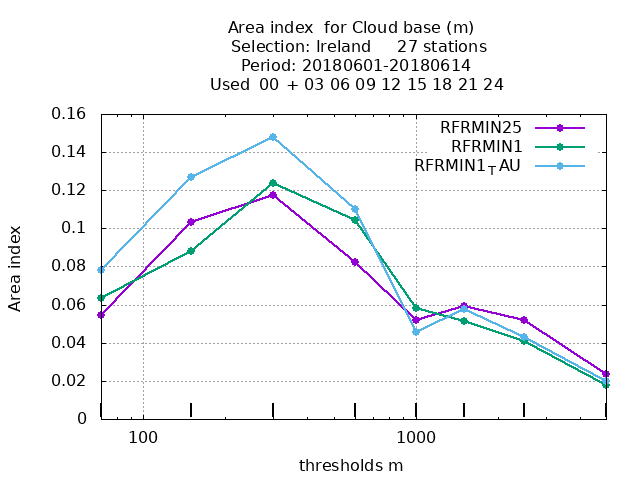 Area index  for Cloud base (m)
Selection: Ireland     27 stations
Period: 20180601-20180614
Used  00 + 03 06 09 12 15 18 21 24
0.16
0.14
0.12
0.1
0.08
0.06
0.04
0.02
0
RFRMIN25
RFRMIN1
RFRMIN1TAU
Area index
100
1000
thresholds m